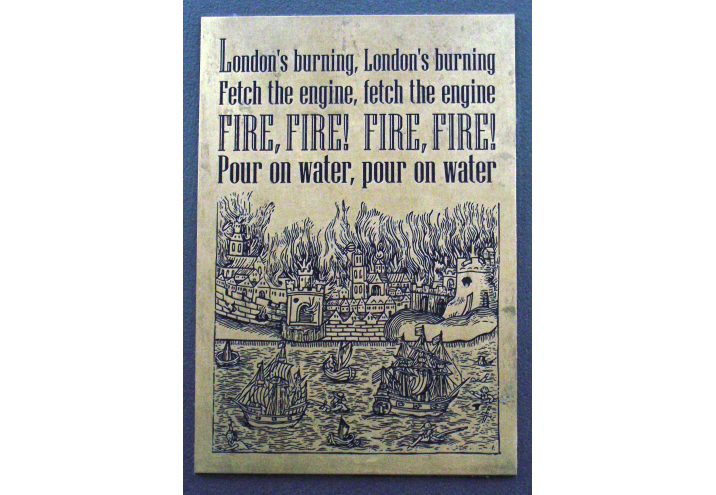 London's burning, London's burning
Fetch the engine, fetch the engine
FIRE, FIRE! FIRE, FIRE!
Pour on water, pour on water